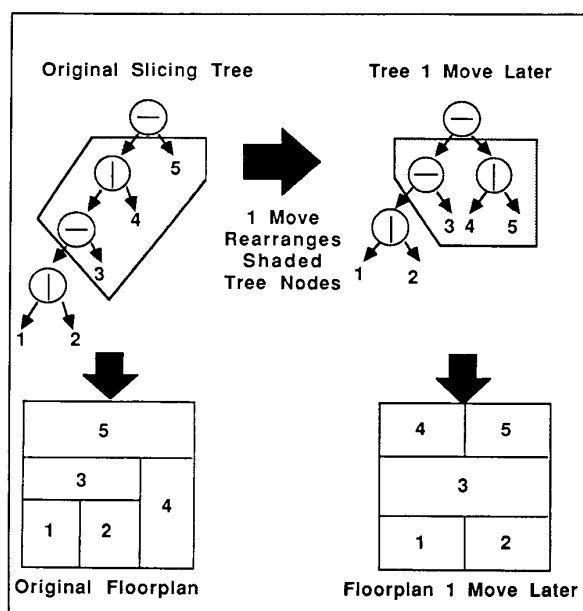 Original Slicing Tree
Tree 1 Move Later
5
4
3
1 2
1 Move
Rearranges
Shaded
Tree Nodes
3 4 5
1 2
5
3
4
1 2
Original Floorplan
4 5
3
1 2
Floorplan 1 Move Later